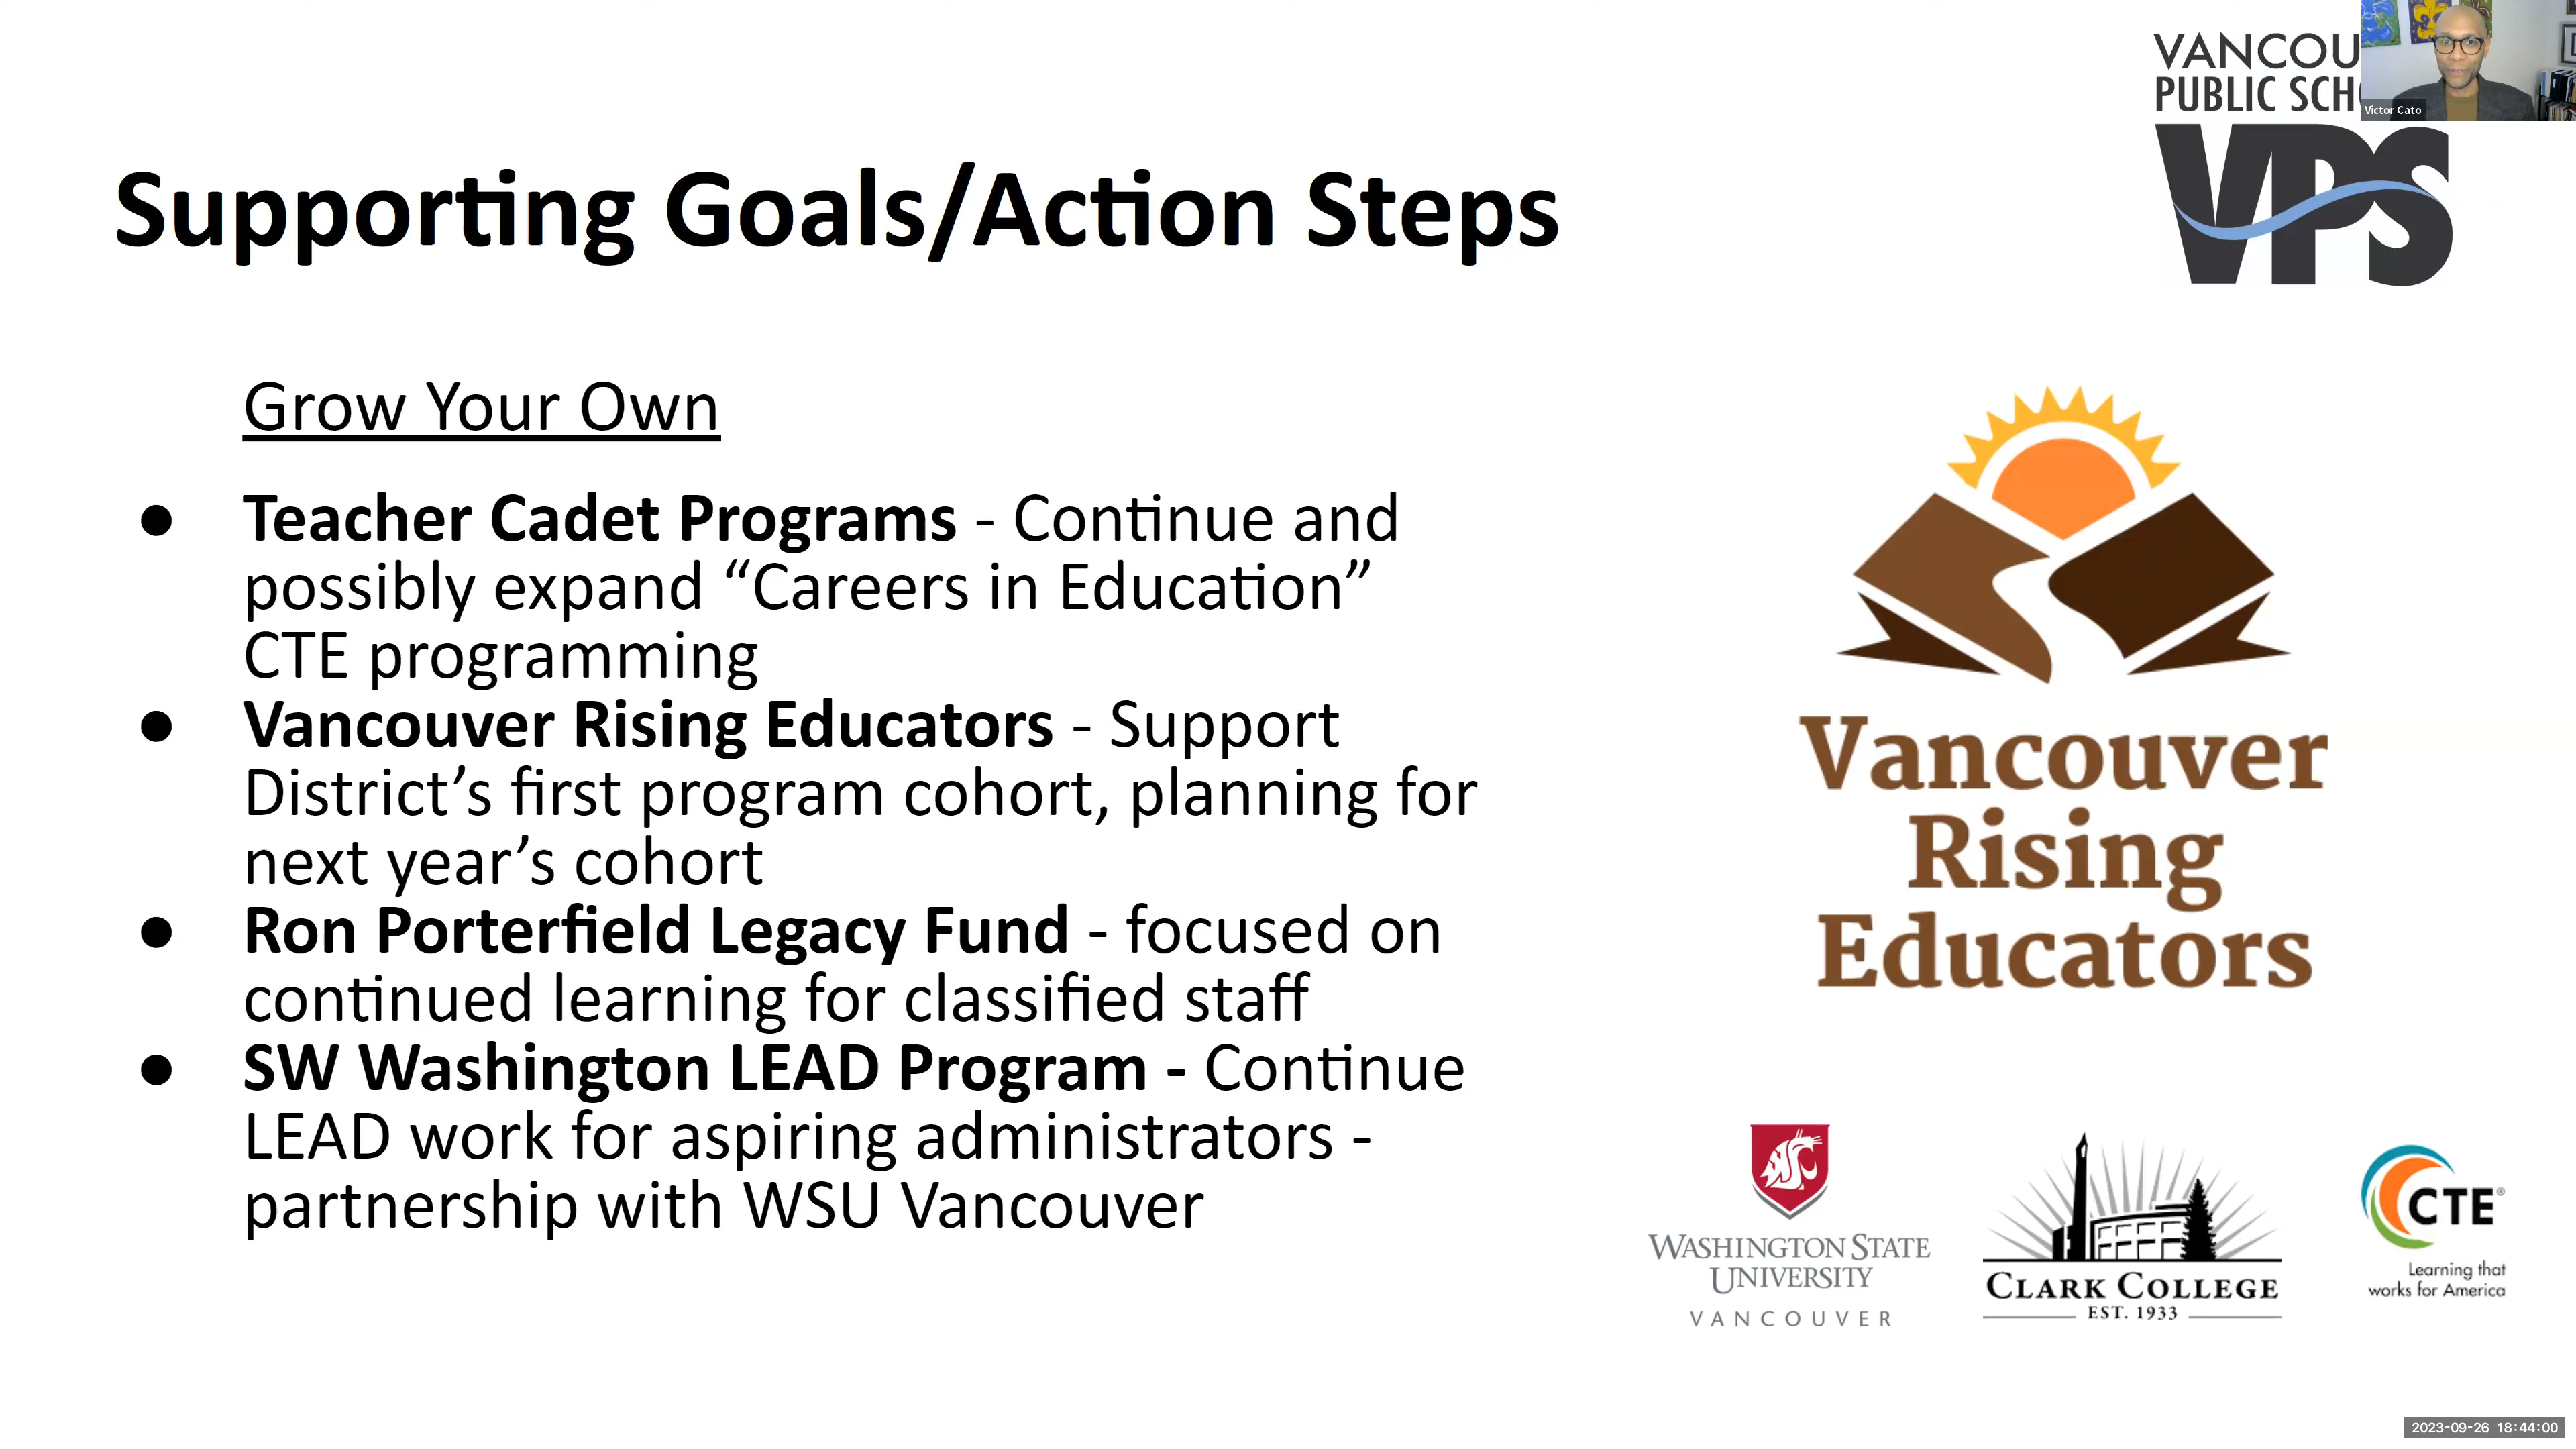 VANCOU
PUBLIC SCH
VPS
Victor Cato
Supporting Goals/Action Steps
Grow Your Own
● Teacher Cadet Programs - Continue and
possibly expand “Careers in Education”
CTE programming
● Vancouver Rising Educators - Support
District’s first program cohort, planning for
next year’s cohort
● Ron Porterfield Legacy Fund - focused on
continued learning for classified staff
● SW Washington LEAD Program - Continue
LEAD work for aspiring administrators -
partnership with WSU Vancouver
Vancouver
Rising
Educators
WASHINGTON STATE
UNIVERSITY
VANCOUVER
CLARK COLLEGE
EST. 1933
CTE®
Learning that
works for America
2023-09-26 18:44:00